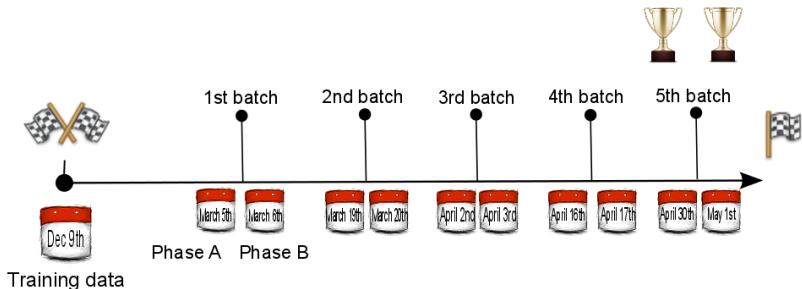 1st batch
2nd batch
3rd batch
4th batch
5th batch
Dec 9th
March 5th
March 6th
March 19th
March 20th
April 2nd
April 3rd
April 16th
April 17th
April 30th
May 1st
Phase A
Phase B
Training data